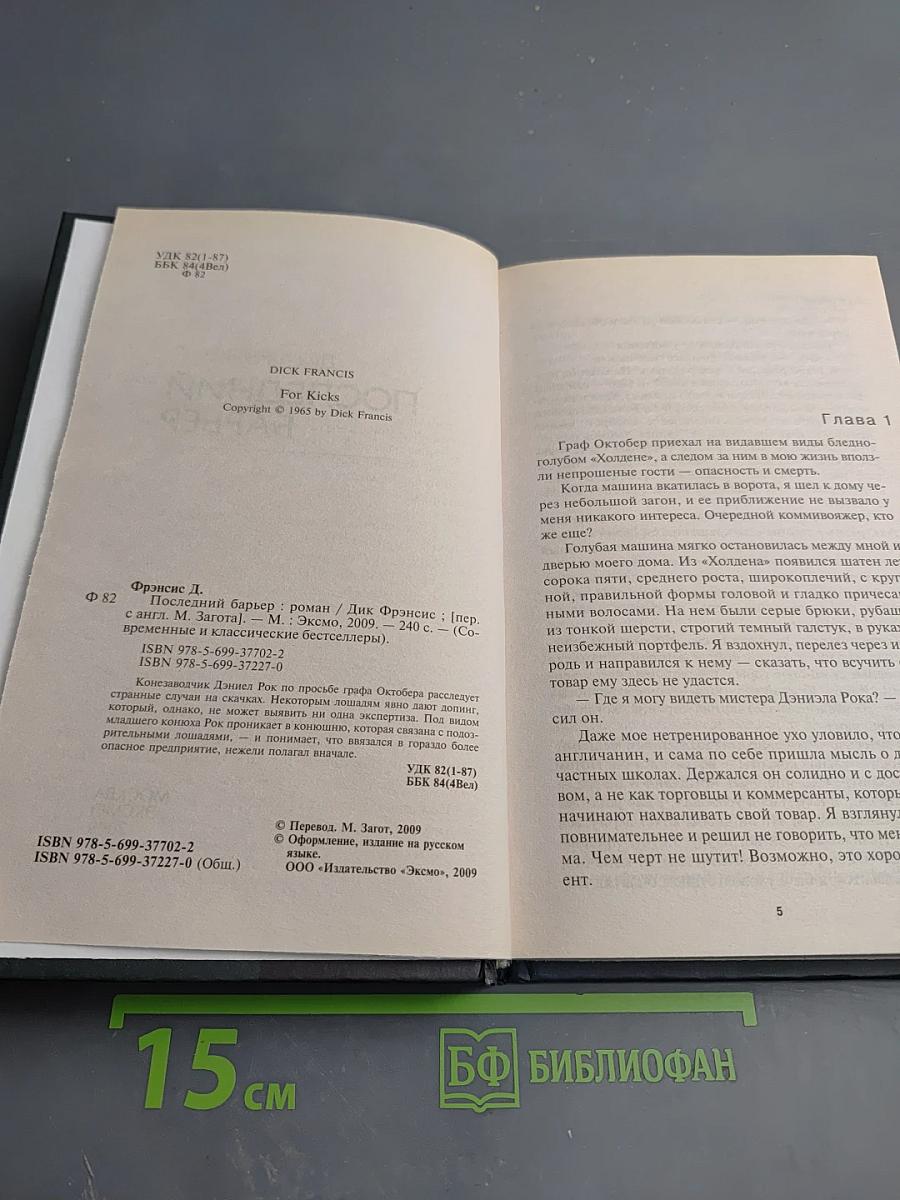 УДК 82(1-87)
ББК 84(4Вел)
Ф 82
DICK FRANCIS
For Kicks
Copyright © 1965 by Dick Francis
Фрэнсис Д.
Ф 82 Последний барьер : роман / Дик Фрэнсис ; [пер.
с англ. М. Загота]. — М. : Эксмо, 2009. — 240 с. — (Со-
временные и классические бестселлеры).
ISBN 978-5-699-37702-2
ISBN 978-5-699-37227-0
Конезаводчик Дэниел Рок по просьбе графа Октобера расследует
странные случаи на скачках. Некоторым лошадям явно дают допинг,
который, однако, не может выявить ни одна экспертиза. Под видом
младшего конюха Рок проникает в конюшню, которая связана с подоз-
рительными лошадями, — и понимает, что ввязался в гораздо более
опасное предприятие, нежели полагал вначале.
УДК 82(1-87)
ББК 84(4Вел)
© Перевод. М. Загот, 2009
© Оформление, издание на русском
языке.
ООО «Издательство «Эксмо», 2009
ISBN 978-5-699-37702-2
ISBN 978-5-699-37227-0 (Общ.)
Глава 1
Граф Октобер приехал на видавшем виды бледно-
голубом «Холдене», а следом за ним в мою жизнь вполз-
ли непрошеные гости — опасность и смерть.
Когда машина вкатилась в ворота, я шел к дому че-
рез небольшой загон, и ее приближение не вызвало у
меня никакого интереса. Очередной коммивояжер, кто
же еще?
Голубая машина мягко остановилась между мной и
дверью моего дома. Из «Холдена» появился шатен ле
сорока пяти, среднего роста, широкоплечий, с круг
ной, правильной формы головой и гладко причеса
ными волосами. На нем были серые брюки, рубаш
из тонкой шерсти, строгий темный галстук, в руках
неизбежный портфель. Я вздохнул, перелез через и
родь и направился к нему — сказать, что всучить
товар ему здесь не удастся.
— Где я могу видеть мистера Дэниэла Рока? —
сил он.
Даже мое нетренированное ухо уловило, что
англичанин, и сама по себе пришла мысль о д
частных школах. Держался он солидно и с дос
вом, а не как торговцы и коммерсанты, котор
начинают нахваливать свой товар. Я взглянул
повнимательнее и решил не говорить, что мен
ма. Чем черт не шутит! Возможно, это хоро
ент.
5
15 см
БФ БИБЛИОФАН